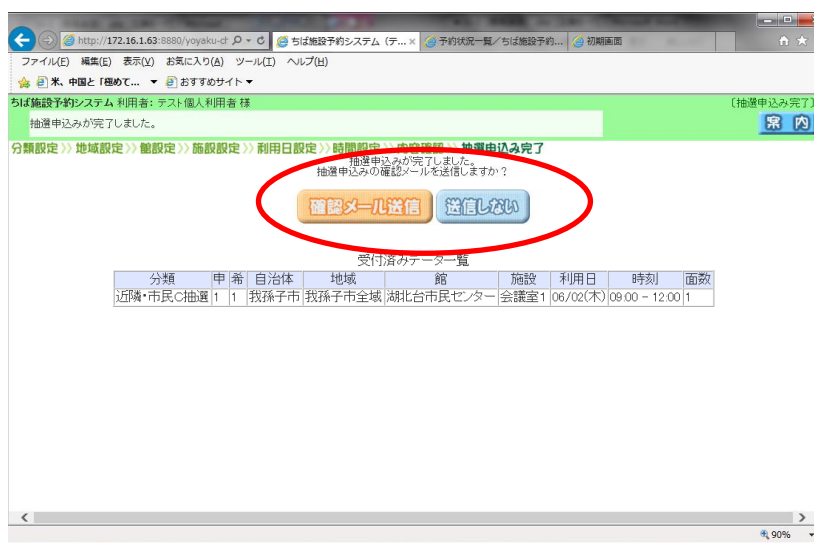 http://172.16.1.63:8880/yoyaku-ch
ちば施設予約システム (テ... ×
予約状況一覧/ちば施設予約...
初期画面
ファイル(F) 編集(E) 表示(V) お気に入り(A) ツール(T) ヘルプ(H)
米、中国と「極めて...
おすすめサイト
ちば施設予約システム 利用者: テスト個人利用者 様
〔抽選申込み完了〕
抽選申込みが完了しました。
案内
分類設定 》 地域設定 》 館設定 》 施設設定 》 利用日設定 》 時間設定 》 内容確認 》 抽選申込み完了
抽選申込みが完了しました。
抽選申込みの確認メールを送信しますか?
確認メール送信 送信しない
受付済みデータ一覧
分類 申 希 自治体 地域 館 施設 利用日 時刻 面数
近隣・市民C抽選 1 1 我孫子市 我孫子市全域 湖北台市民センター 会議室1 06/02(木) 09:00 - 12:00 1
90%